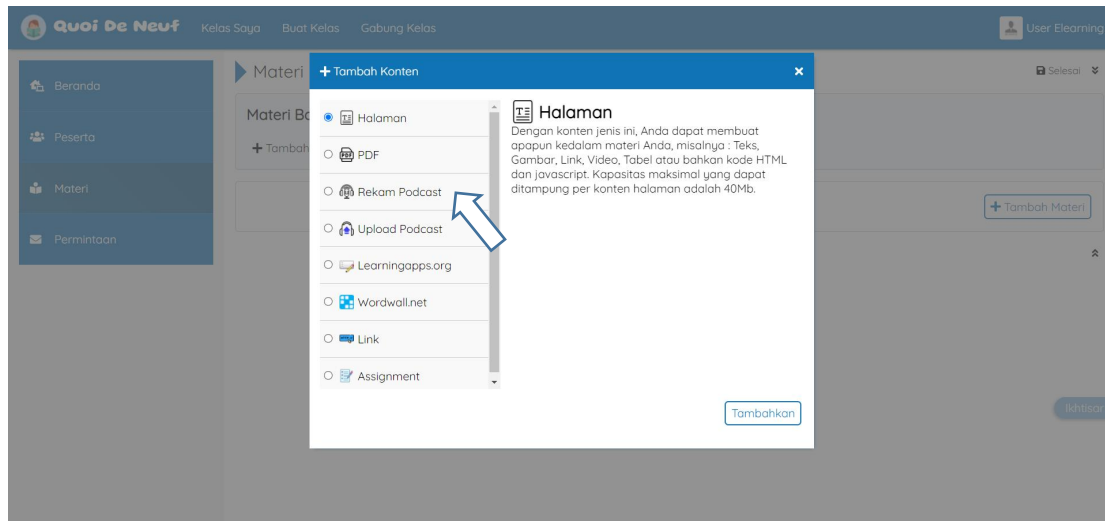 Quoi De Neuf Kelas Saya Buat Kelas Gabung Kelas User Elearning
Beranda
Peserta
Materi
Permintaan
Materi
Selesai
Materi Ba
Tambah
Tambah Materi
Ikhtisar
Tambah Konten
Halaman
PDF
Rekam Podcast
Upload Podcast
Learningapps.org
Wordwall.net
Link
Assignment
Halaman
Dengan konten jenis ini, Anda dapat membuat
apapun kedalam materi Anda, misalnya : Teks,
Gambar, Link, Video, Tabel atau bahkan kode HTML
dan javascript. Kapasitas maksimal yang dapat
ditampung per konten halaman adalah 40Mb.
Tambahkan